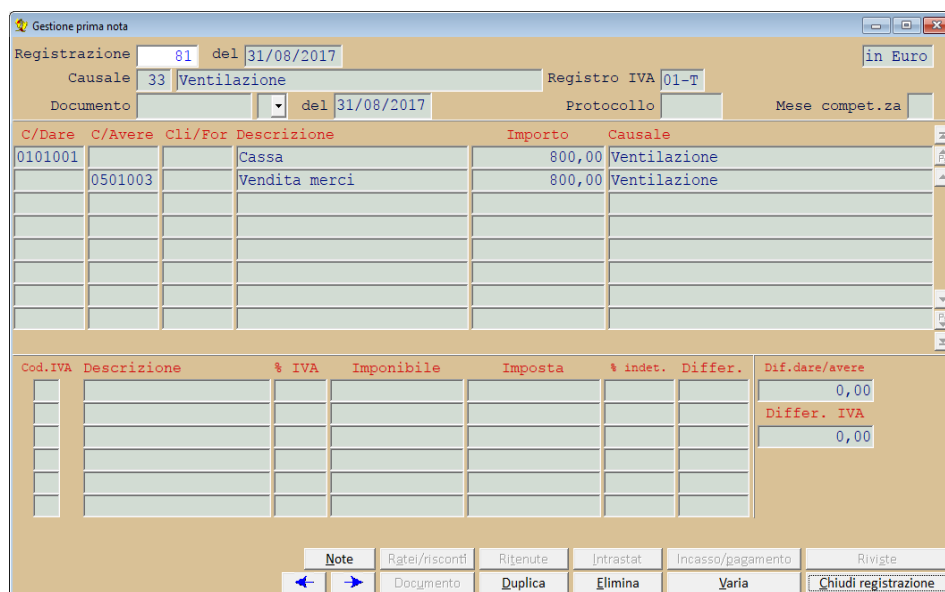 Gestione prima nota
Registrazione 81 del 31/08/2017 in Euro
Causale 33 Ventilazione Registro IVA 01-T
Documento del 31/08/2017 Protocollo Mese compet.za
C/Dare C/Avere Cli/For Descrizione Importo Causale
0101001 Cassa 800,00 Ventilazione
0501003 Vendita merci 800,00 Ventilazione
Cod.IVA Descrizione % IVA Imponibile Imposta % indet. Differ. Dif.dare/avere
0,00
Differ. IVA
0,00
Note Ratei/risconti Ritenute Intrastat Incasso/pagamento Riviste
Documento Duplica Elimina Varia Chiudi registrazione